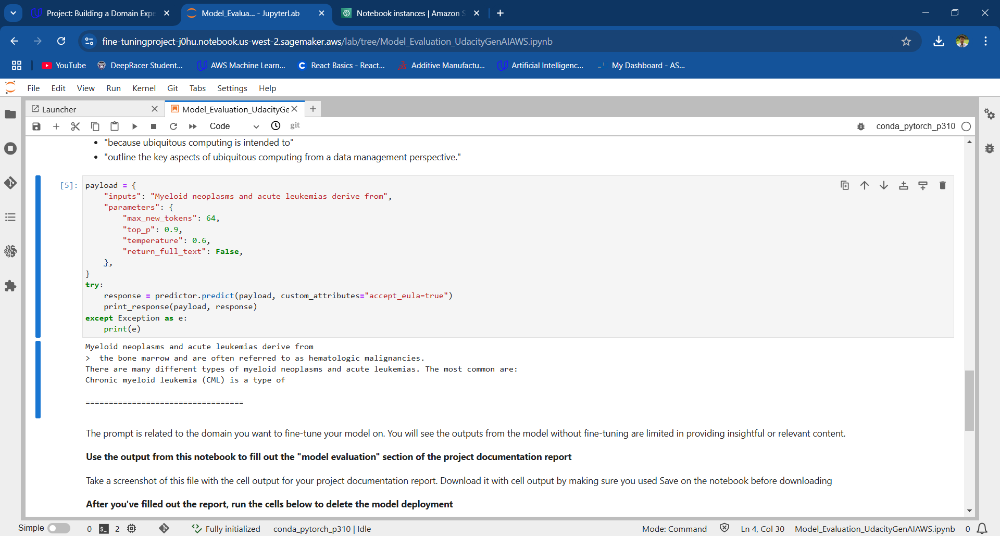 Project: Building a Domain Expe
Model_Evalua... - JupyterLab
Notebook instances | Amazon S
fine-tuningproject-j0hu.notebook.us-west-2.sagemaker.aws/lab/tree/Model_Evaluation_UdacityGenAIAWS.ipynb
YouTube
DeepRacer Student...
AWS Machine Learn...
React Basics - React...
Additive Manufactu...
Artificial Intelligenc...
My Dashboard - AS...
File Edit View Run Kernel Git Tabs Settings Help
Launcher
Model_Evaluation_UdacityGe
Code
git
conda_pytorch_p310
• "because ubiquitous computing is intended to"
• "outline the key aspects of ubiquitous computing from a data management perspective."
[5]:
payload = {
    "inputs": "Myeloid neoplasms and acute leukemias derive from",
    "parameters": {
        "max_new_tokens": 64,
        "top_p": 0.9,
        "temperature": 0.6,
        "return_full_text": False,
    },
}
try:
    response = predictor.predict(payload, custom_attributes="accept_eula=true")
    print_response(payload, response)
except Exception as e:
    print(e)
Myeloid neoplasms and acute leukemias derive from
>  the bone marrow and are often referred to as hematologic malignancies.
There are many different types of myeloid neoplasms and acute leukemias. The most common are:
Chronic myeloid leukemia (CML) is a type of
==================================
The prompt is related to the domain you want to fine-tune your model on. You will see the outputs from the model without fine-tuning are limited in providing insightful or relevant content.
Use the output from this notebook to fill out the "model evaluation" section of the project documentation report
Take a screenshot of this file with the cell output for your project documentation report. Download it with cell output by making sure you used Save on the notebook before downloading
After you've filled out the report, run the cells below to delete the model deployment
Simple
0
$_
2
Fully initialized
conda_pytorch_p310 | Idle
Mode: Command
Ln 4, Col 30
Model_Evaluation_UdacityGenAIAWS.ipynb
0